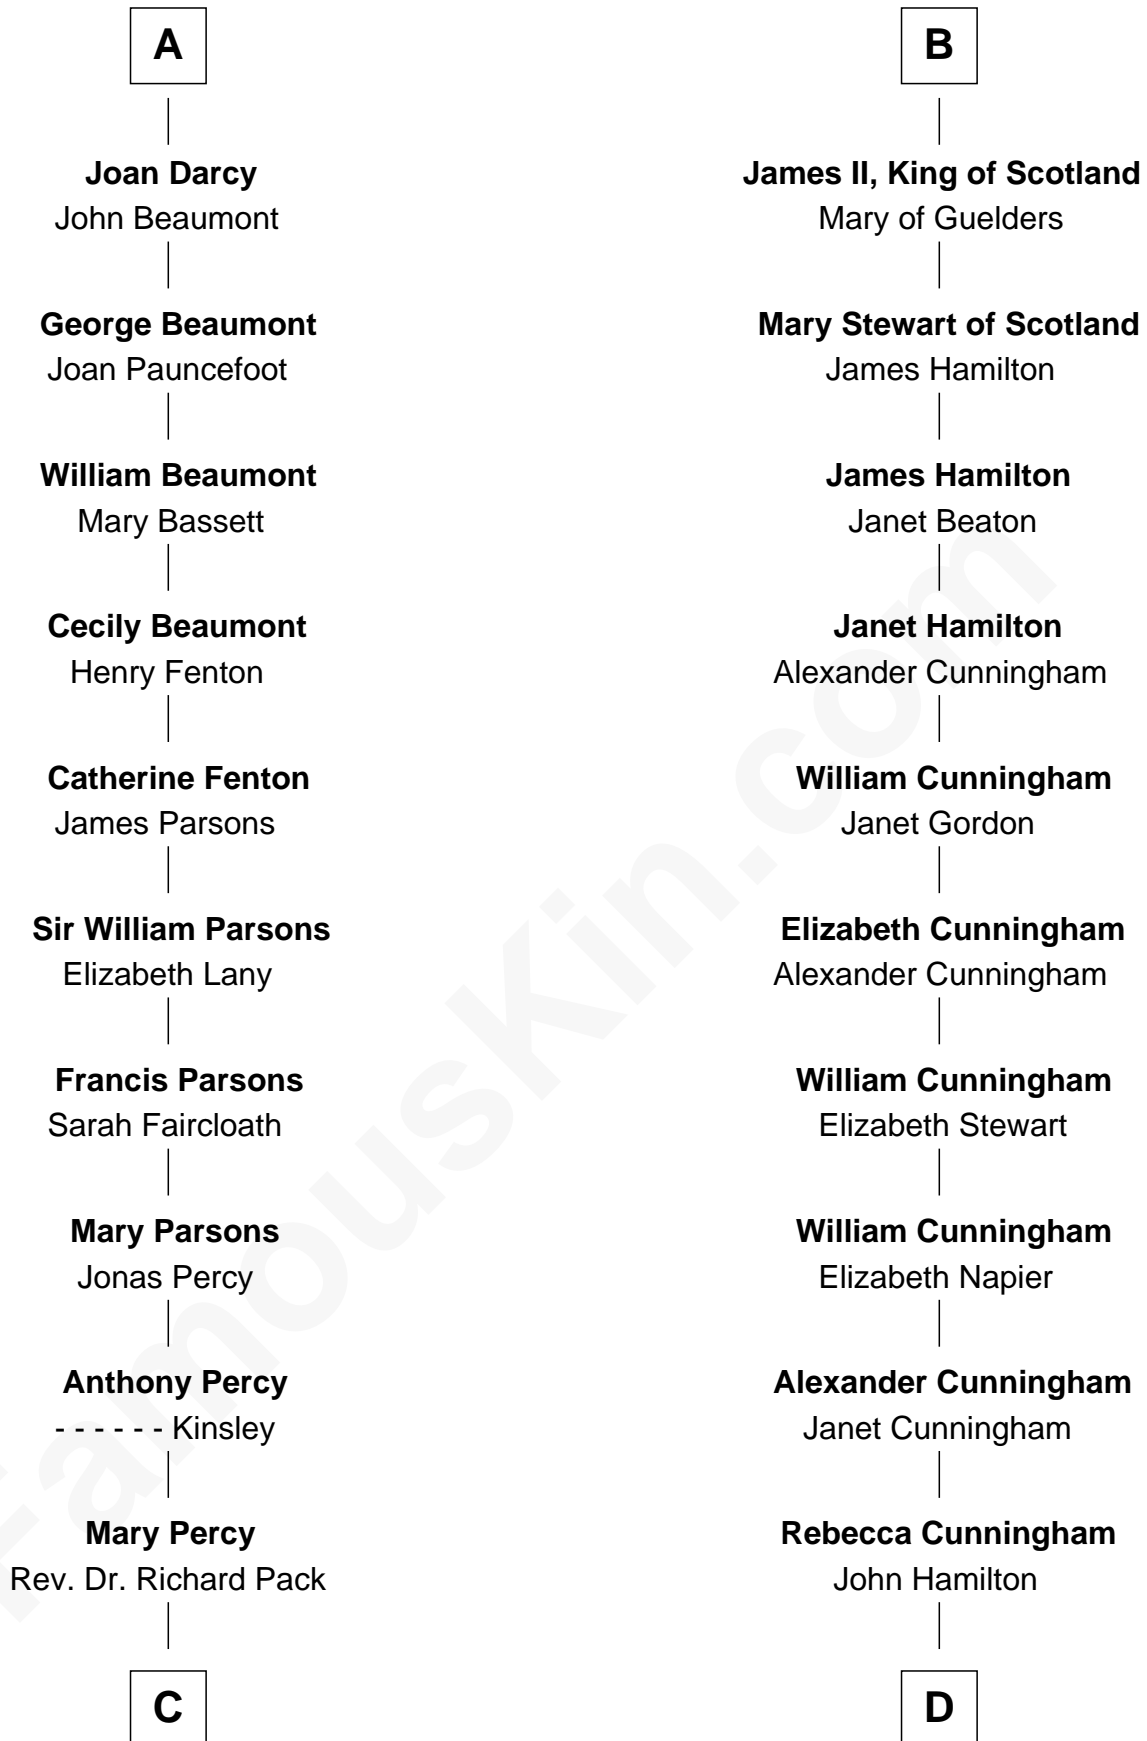 A
Joan Darcy
John Beaumont
George Beaumont
Joan Pauncefoot
William Beaumont
Mary Bassett
Cecily Beaumont
Henry Fenton
Catherine Fenton
James Parsons
Sir William Parsons
Elizabeth Lany
Francis Parsons
Sarah Faircloath
Mary Parsons
Jonas Percy
Anthony Percy
- - - - - - Kinsley
Mary Percy
Rev. Dr. Richard Pack
C
B
James II, King of Scotland
Mary of Guelders
Mary Stewart of Scotland
James Hamilton
James Hamilton
Janet Beaton
Janet Hamilton
Alexander Cunningham
William Cunningham
Janet Gordon
Elizabeth Cunningham
Alexander Cunningham
William Cunningham
Elizabeth Stewart
William Cunningham
Elizabeth Napier
Alexander Cunningham
Janet Cunningham
Rebecca Cunningham
John Hamilton
D
FamousKin.com